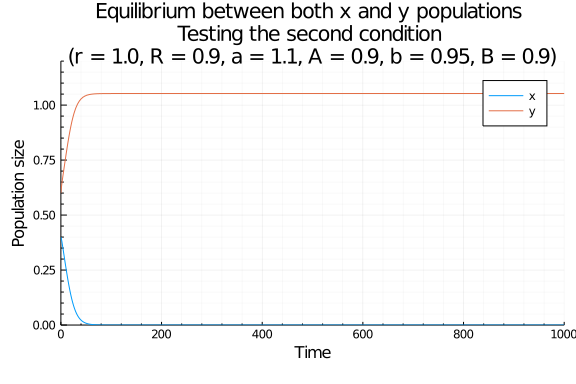 Equilibrium between both x and y populations
Testing the second condition
(r = 1.0, R = 0.9, a = 1.1, A = 0.9, b = 0.95, B = 0.9)
x
y
Population size
1.00
0.75
0.50
0.25
0.00
0 200 400 600 800 1000
Time